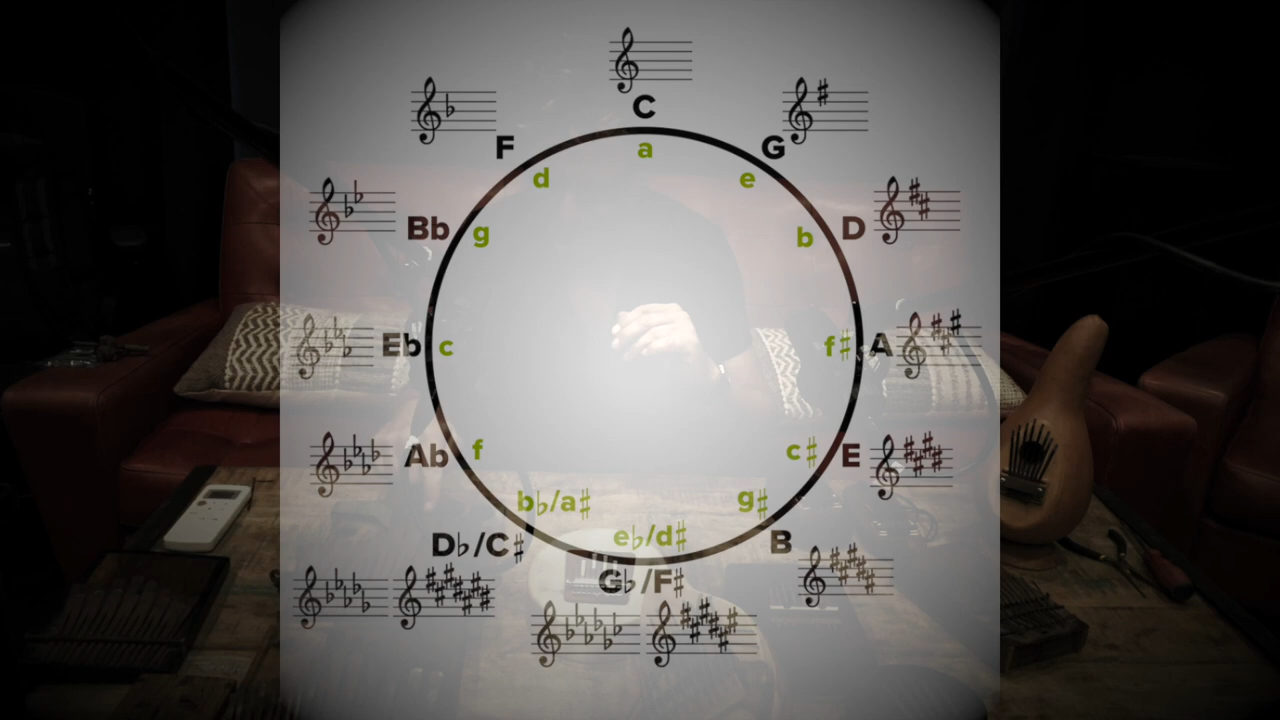 C
F
G
a
d
e
Bb
g
b
D
Eb
c
f♯
A
Ab
f
c♯
E
b♭/a♯
g♯
D♭/C♯
e♭/d♯
B
G♭/F♯